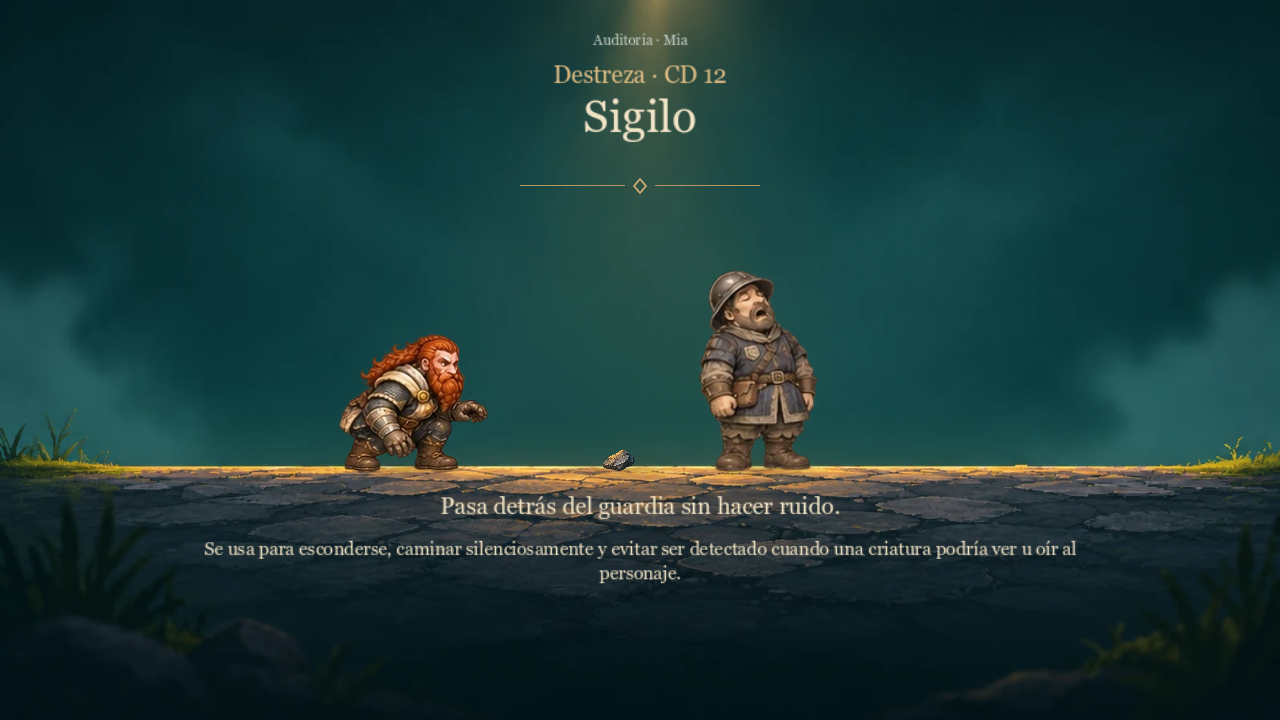 Auditoría · Mia
Destreza · CD 12
Sigilo
Pasa detrás del guardia sin hacer ruido.
Se usa para esconderse, caminar silenciosamente y evitar ser detectado cuando una criatura podría ver u oír al
personaje.